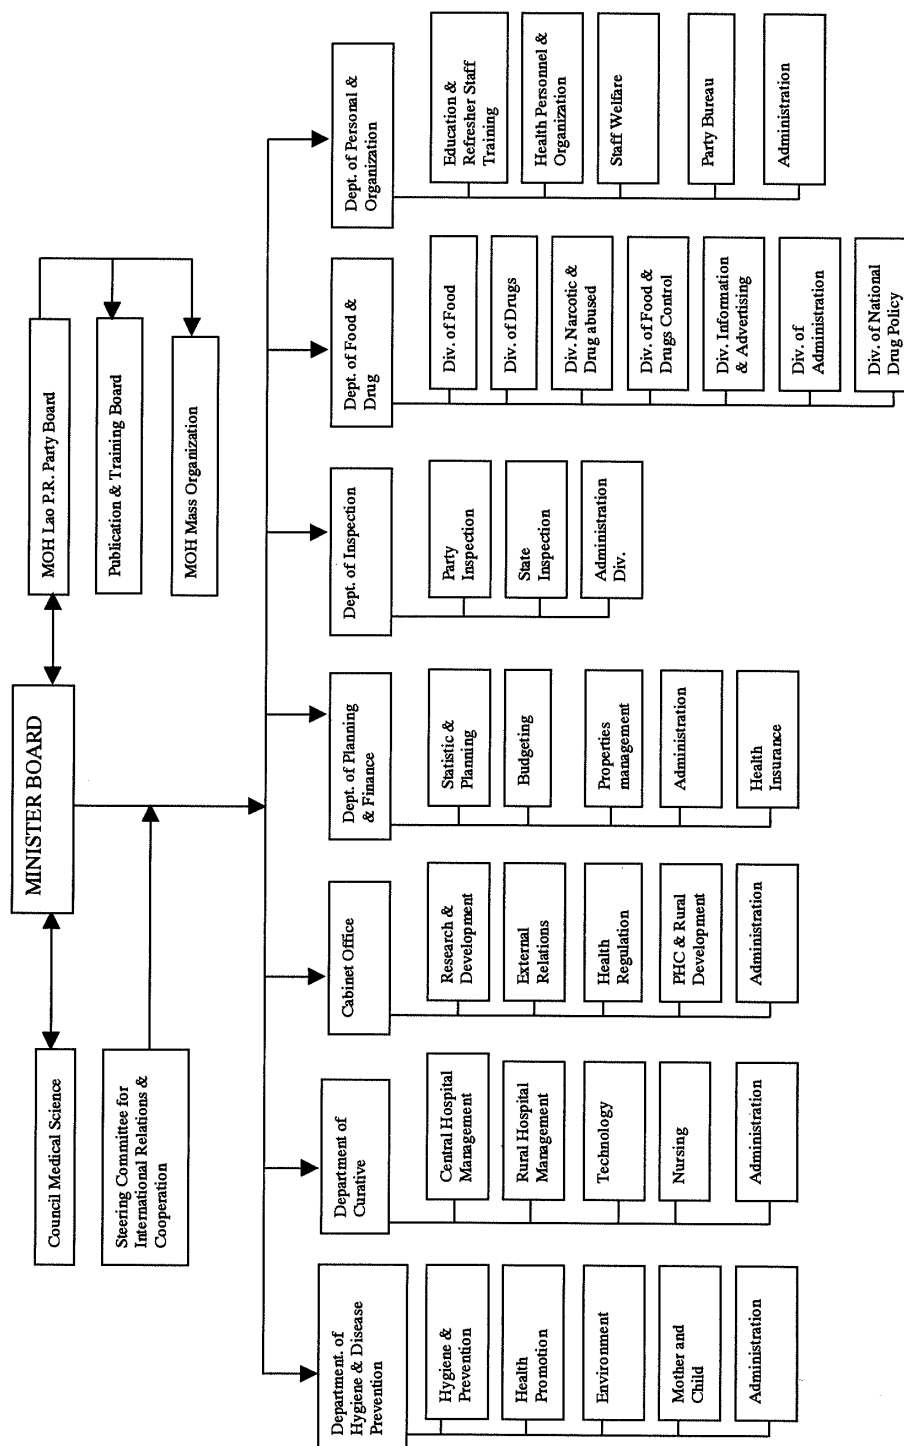 MINISTER BOARD
Council Medical Science
Steering Committee for
International Relations &
Cooperation
MOH Lao P.R. Party Board
Publication & Training Board
MOH Mass Organization
Department. of
Hygiene & Disease
Prevention
Hygiene &
Prevention
Health
Promotion
Environment
Mother and
Child
Administration
Department of
Curative
Central Hospital
Management
Rural Hospital
Management
Technology
Nursing
Administration
Cabinet Office
Research &
Development
External
Relations
Health
Regulation
PHC & Rural
Development
Administration
Dept. of Planning
& Finance
Statistic &
Planning
Budgeting
Properties
management
Administration
Health
Insurance
Dept. of Inspection
Party
Inspection
State
Inspection
Administration
Div.
Dept. of Food &
Drug
Div. of Food
Div. of Drugs
Div. Narcotic &
Drug abused
Div. of Food &
Drugs Control
Div. Information
& Advertising
Div. of
Administration
Div. of National
Drug Policy
Dept. of Personal &
Organization
Education &
Refresher Staff
Training
Health Personnel &
Organization
Staff Welfare
Party Bureau
Administration